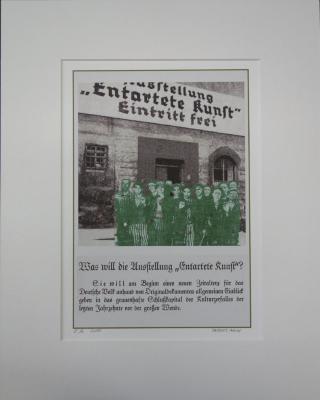 Ausstellung
„Entartete Kunst“
Eintritt frei
Was will die Ausstellung „Entartete Kunst“?
Sie will am Beginn eines neuen Zeitalters für das
Deutsche Volk anhand von Originaldokumenten allgemeinen Einblick
geben in das grauenhafte Schlußkapitel des Kulturzerfalles der
letzten Jahrzehnte vor der großen Wende.